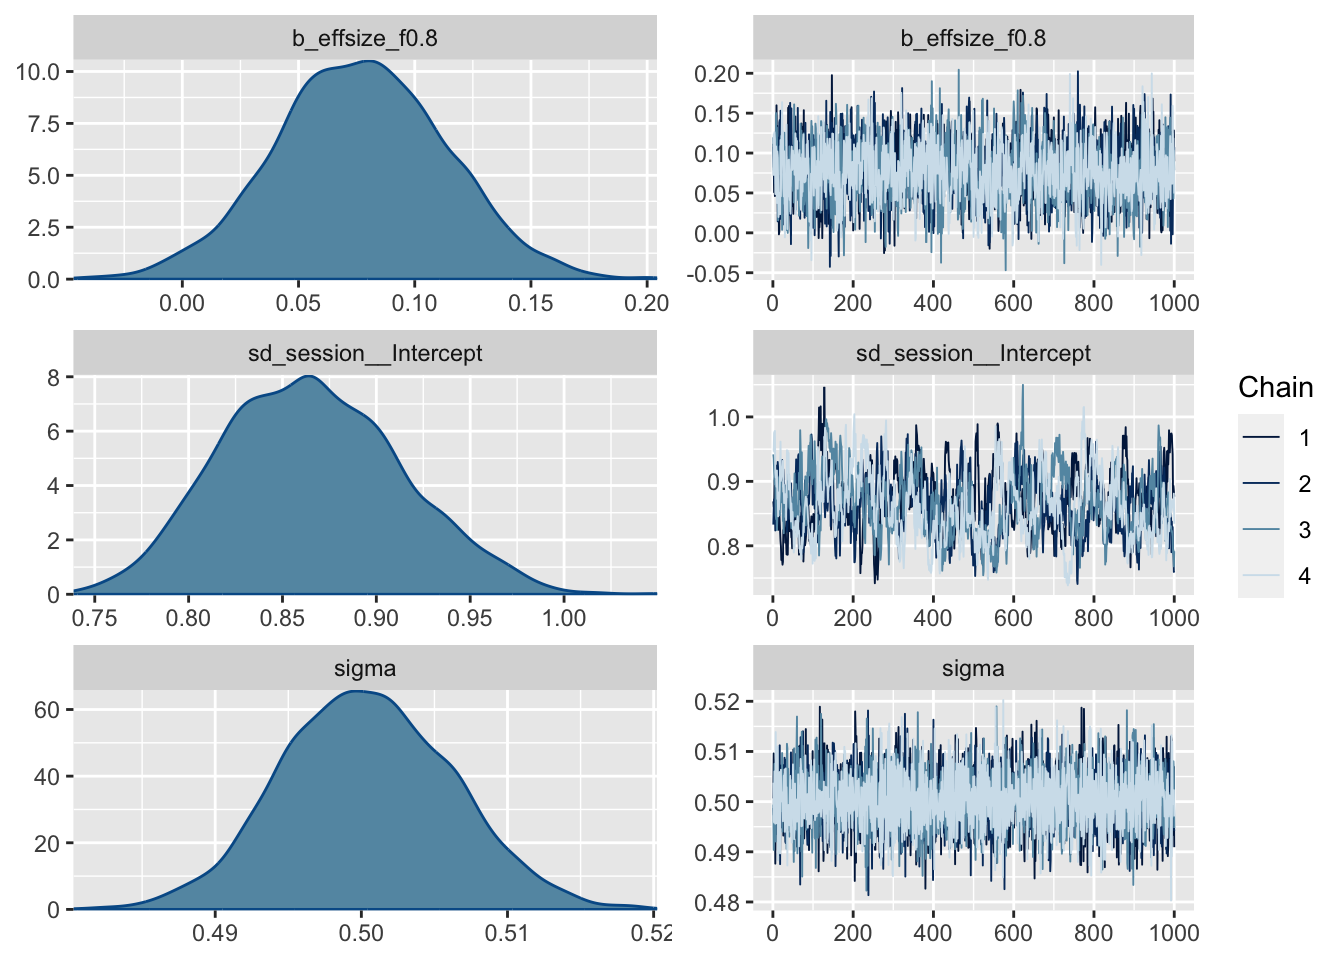 b_effsize_f0.8
10.0
7.5
5.0
2.5
0.0
0.00 0.05 0.10 0.15 0.20
b_effsize_f0.8
0.20
0.15
0.10
0.05
0.00
-0.05
0 200 400 600 800 1000
sd_session__Intercept
8
6
4
2
0
0.75 0.80 0.85 0.90 0.95 1.00
sd_session__Intercept
1.0
0.9
0.8
0 200 400 600 800 1000
sigma
60
40
20
0
0.49 0.50 0.51 0.52
sigma
0.52
0.51
0.50
0.49
0.48
0 200 400 600 800 1000
Chain
1
2
3
4